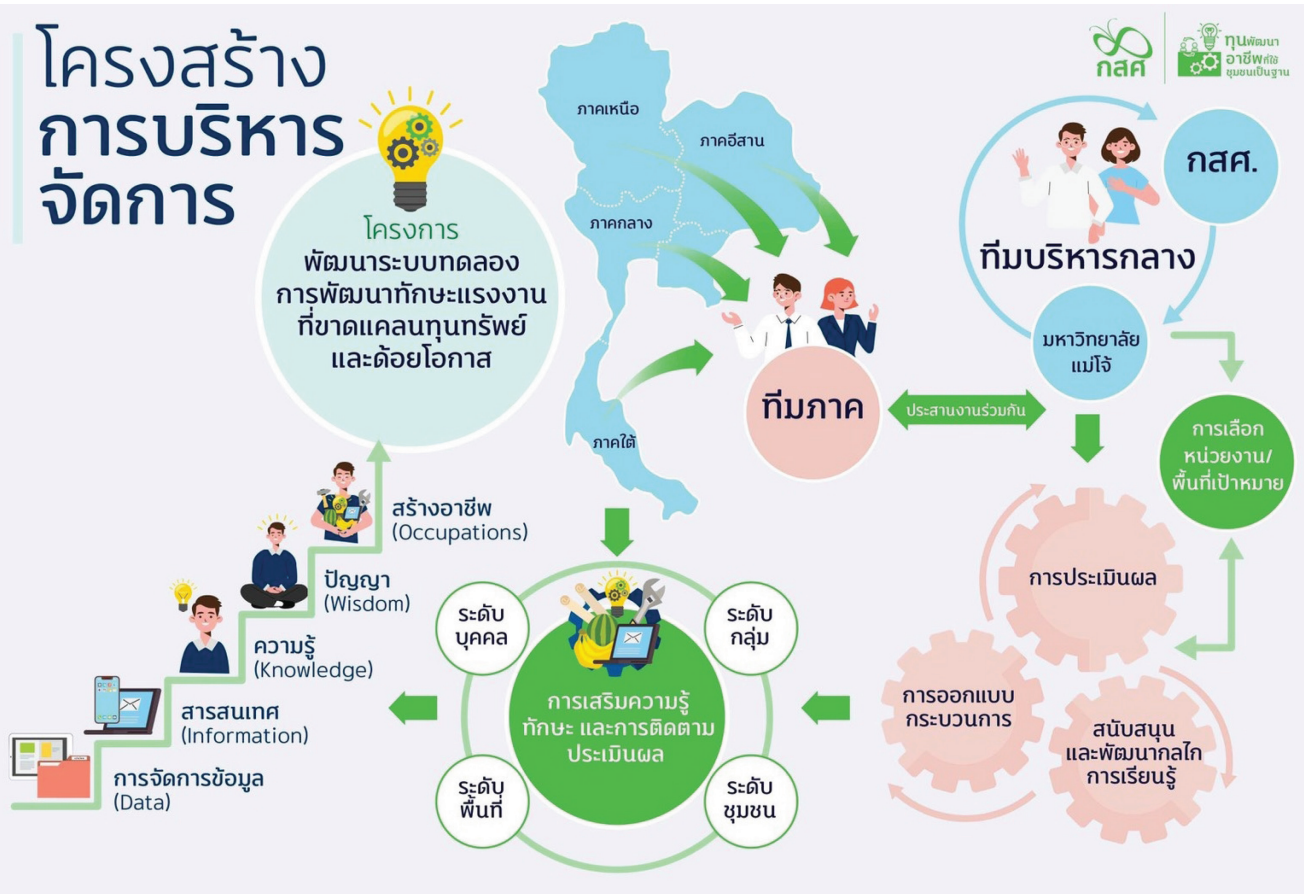 โครงสร้าง
การบริหาร
จัดการ
กสศ
ทุนพัฒนา
อาชีพที่ใช้
ชุมชนเป็นฐาน
โครงการ
พัฒนาระบบทดลอง
การพัฒนาทักษะแรงงาน
ที่ขาดแคลนทุนทรัพย์
และด้อยโอกาส
ภาคเหนือ
ภาคอีสาน
ภาคกลาง
ภาคใต้
ทีมภาค
ประสานงานร่วมกัน
กสศ.
ทีมบริหารกลาง
มหาวิทยาลัย
แม่โจ้
การเลือก
หน่วยงาน/
พื้นที่เป้าหมาย
การประเมินผล
การออกแบบ
กระบวนการ
สนับสนุน
และพัฒนากลไก
การเรียนรู้
ระดับ
บุคคล
ระดับ
กลุ่ม
การเสริมความรู้
ทักษะ และการติดตาม
ประเมินผล
ระดับ
พื้นที่
ระดับ
ชุมชน
สร้างอาชีพ
(Occupations)
ปัญญา
(Wisdom)
ความรู้
(Knowledge)
สารสนเทศ
(Information)
การจัดการข้อมูล
(Data)